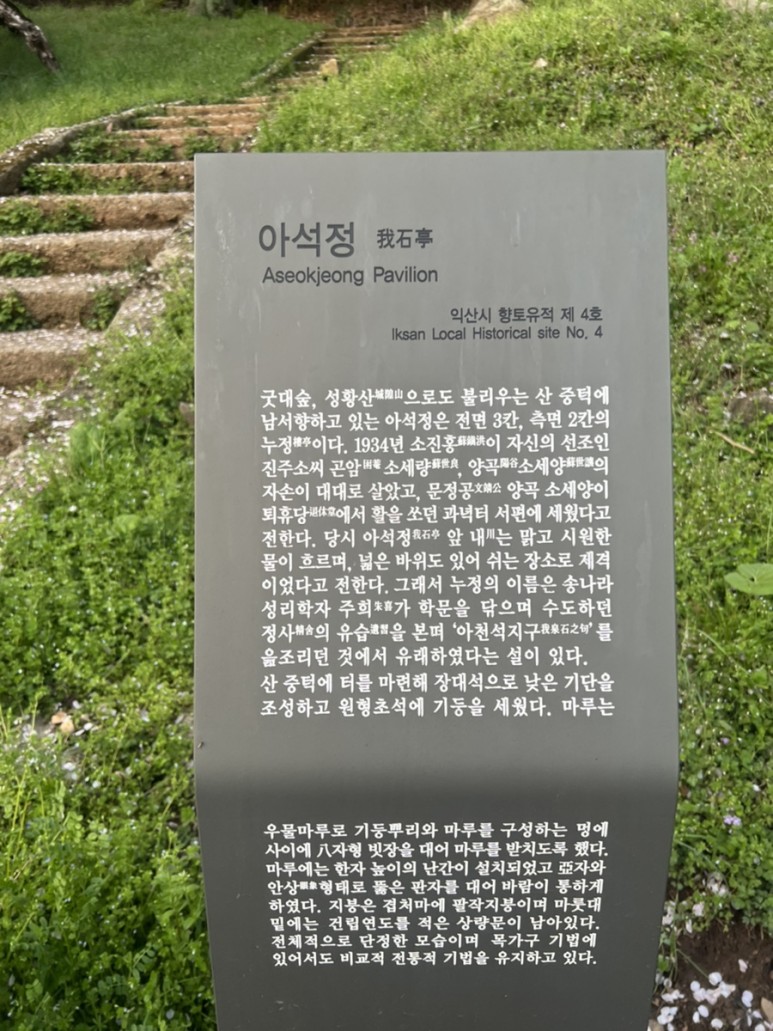 아석정 我石亭
Aseokjeong Pavilion
익산시 향토유적 제 4호
Iksan Local Historical site No. 4
굿대숲, 성황산城隍山으로도 불리우는 산 중턱에
남서향하고 있는 아석정은 전면 3칸, 측면 2칸의
누정樓亭이다. 1934년 소진홍蘇鎭洪이 자신의 선조인
진주소씨 곤암困菴 소세량蘇世良, 양곡陽谷소세양蘇世讓의
자손이 대대로 살았고, 문정공文靖公 양곡 소세양이
퇴휴당退休堂에서 활을 쏘던 과녁터 서편에 세웠다고
전한다. 당시 아석정我石亭 앞 내川는 맑고 시원한
물이 흐르며, 넓은 바위도 있어 쉬는 장소로 제격
이었다고 전한다. 그래서 누정의 이름은 송나라
성리학자 주희朱喜가 학문을 닦으며 수도하던
정사精舍의 유습遺習을 본며 ‘아천석지구我泉石之句’를
읊조리던 것에서 유래하였다는 설이 있다.
산 중턱에 터를 마련해 장대석으로 낮은 기단을
조성하고 원형초석에 기둥을 세웠다. 마루는
우물마루로 기둥뿌리와 마루를 구성하는 멍에
사이에 八자형 빗장을 대어 마루를 받치도록 했다.
마루에는 한자 높이의 난간이 설치되었고 亞자와
안상眼象형태로 뚫은 판자를 대어 바람이 통하게
하였다. 지붕은 겹처마에 팔작지붕이며 마룻대
밑에는 건립연도를 적은 상량문이 남아있다.
전체적으로 단정한 모습이며 목가구 기법에
있어서도 비교적 전통적 기법을 유지하고 있다.